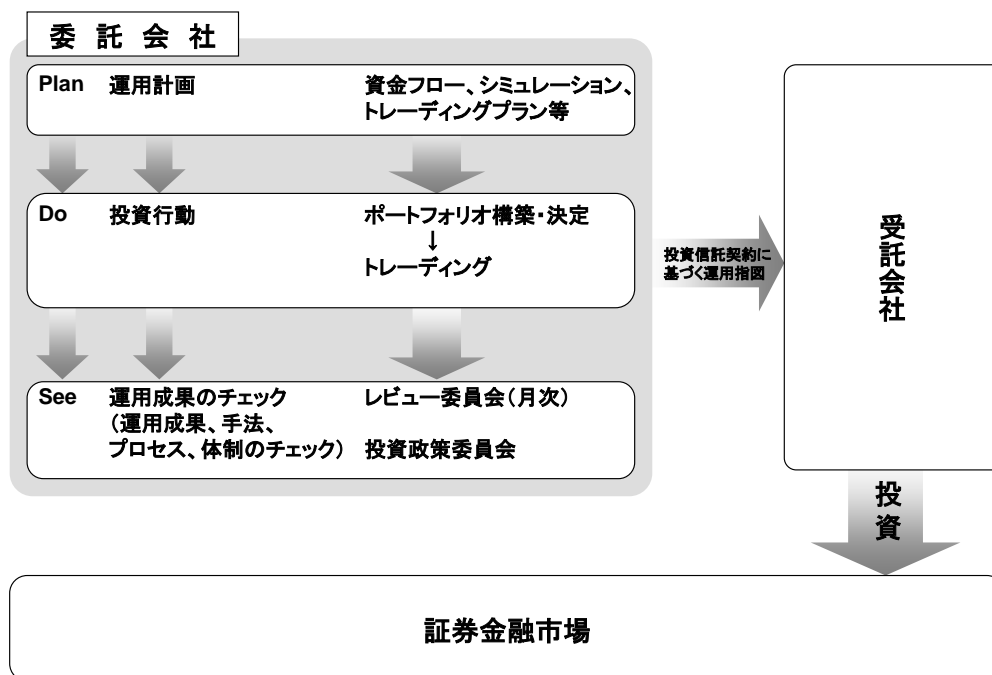 委託会社
Plan 運用計画 資金フロー、シミュレーション、
トレーディングプラン等
Do 投資行動 ポートフォリオ構築・決定
↓
トレーディング
See 運用成果のチェック レビュー委員会（月次）
（運用成果、手法、
プロセス、体制のチェック） 投資政策委員会
投資信託契約に
基づく運用指図
受託会社
投資
証券金融市場